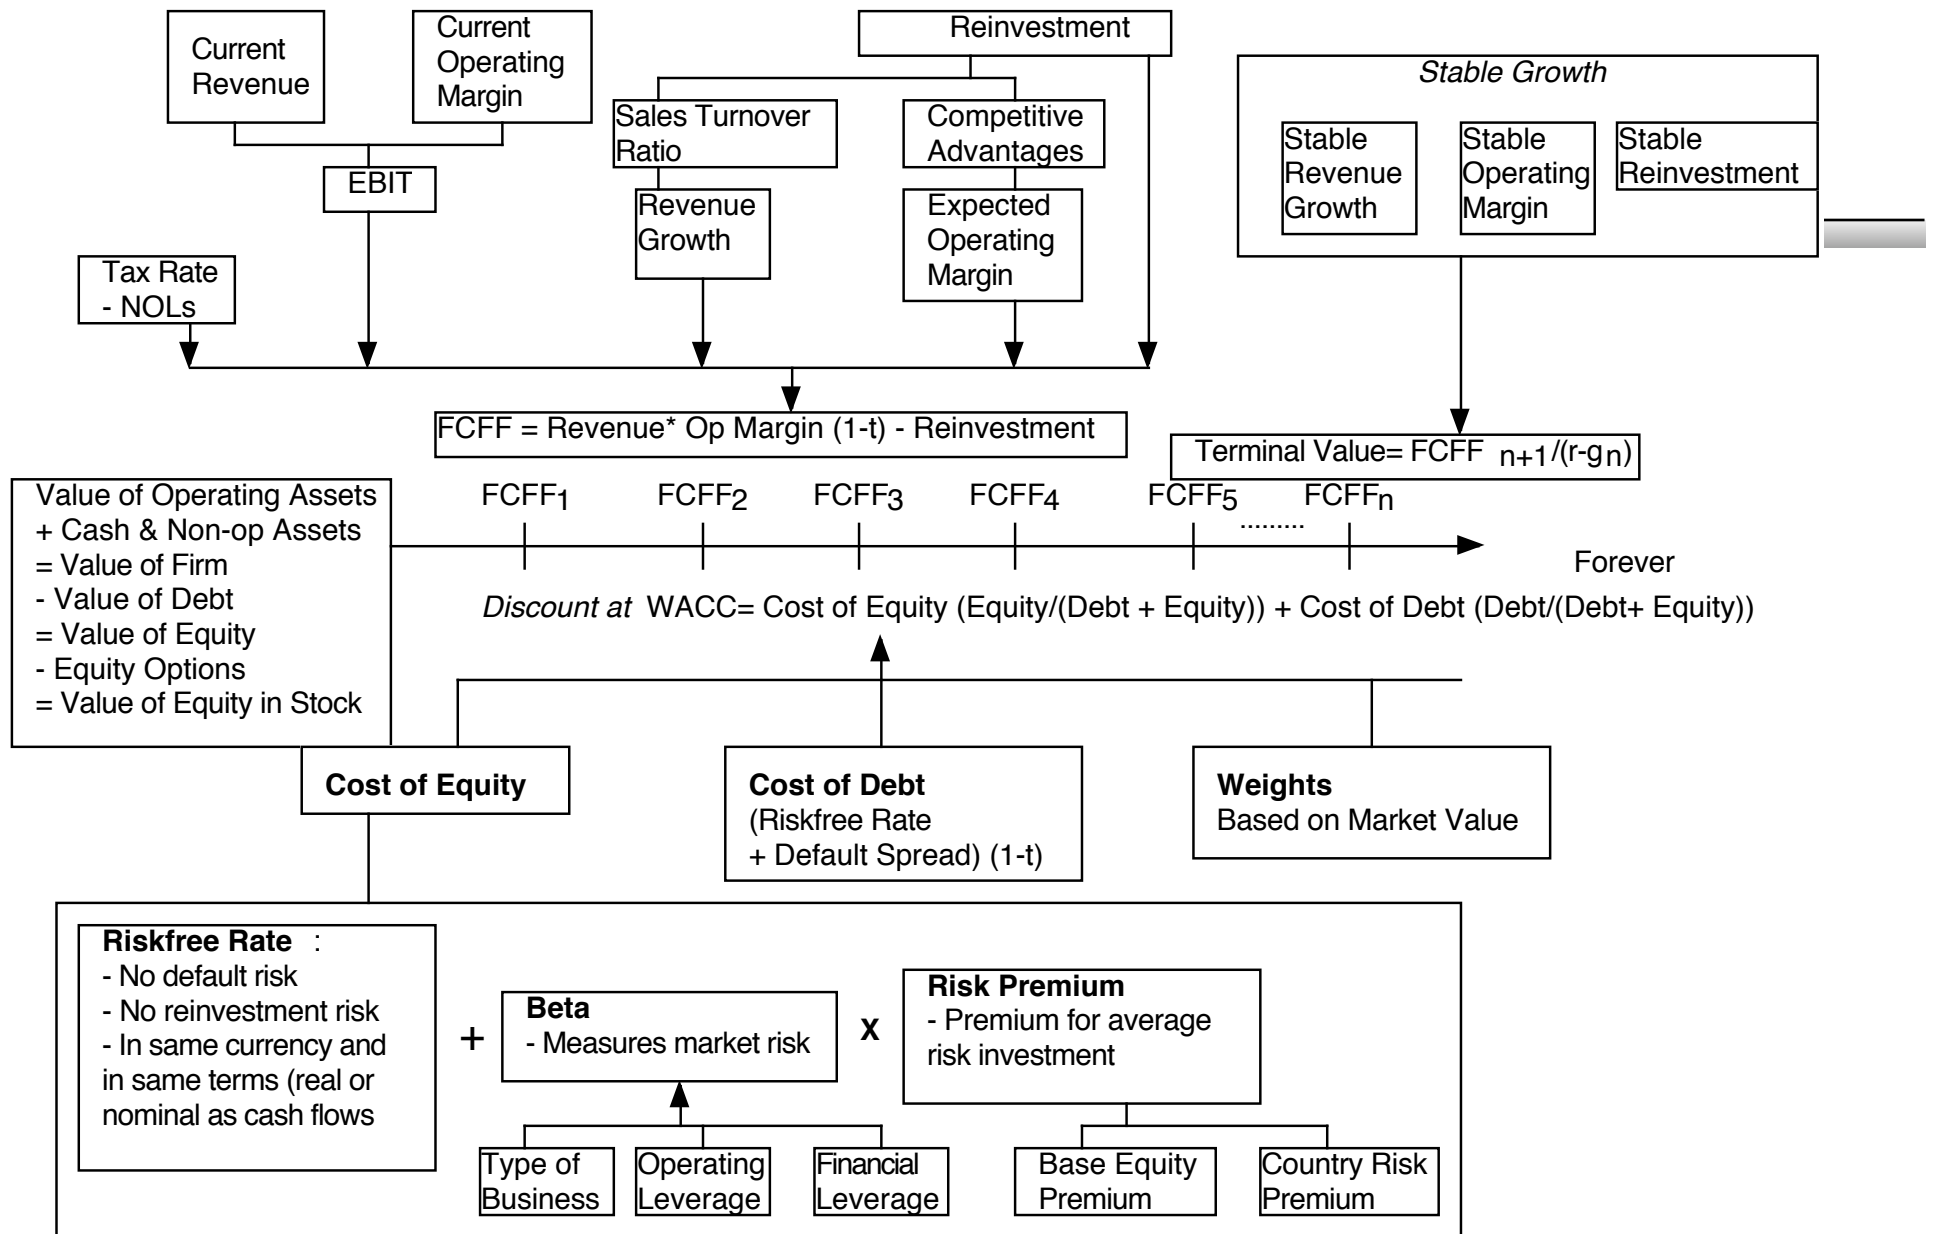 Current
Revenue
Current
Operating
Margin
Reinvestment
Stable Growth
Sales Turnover
Ratio
Competitive
Advantages
Stable
Revenue
Growth
Stable
Operating
Margin
Stable
Reinvestment
EBIT
Revenue
Growth
Expected
Operating
Margin
Tax Rate
- NOLs
FCFF = Revenue* Op Margin (1-t) - Reinvestment
Terminal Value= FCFF n+1/(r-gn)
Value of Operating Assets
+ Cash & Non-op Assets
= Value of Firm
- Value of Debt
= Value of Equity
- Equity Options
= Value of Equity in Stock
FCFF1 FCFF2 FCFF3 FCFF4 FCFF5 ......... FCFFn
Forever
Discount at WACC= Cost of Equity (Equity/(Debt + Equity)) + Cost of Debt (Debt/(Debt+ Equity))
Cost of Equity
Cost of Debt
(Riskfree Rate
+ Default Spread) (1-t)
Weights
Based on Market Value
Riskfree Rate :
- No default risk
- No reinvestment risk
- In same currency and
in same terms (real or
nominal as cash flows
+
Beta
- Measures market risk
X
Risk Premium
- Premium for average
risk investment
Type of
Business
Operating
Leverage
Financial
Leverage
Base Equity
Premium
Country Risk
Premium